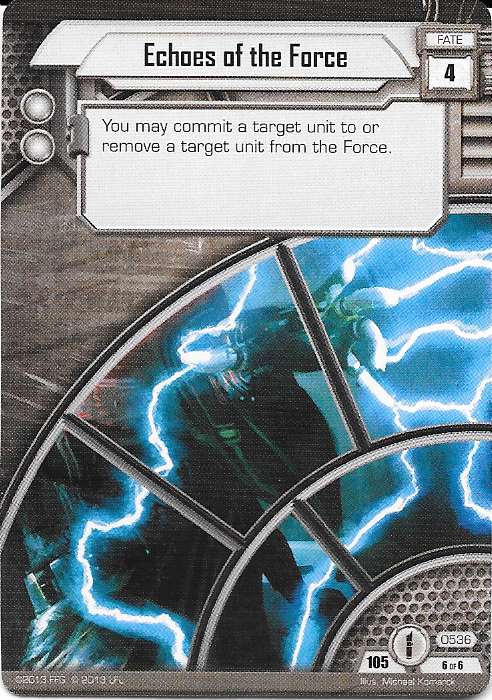 Echoes of the Force
FATE
4
You may commit a target unit to or
remove a target unit from the Force.
105
0536
6 OF 6
©2013 FFG © 2013 LFL
Illus. Michael Komarck